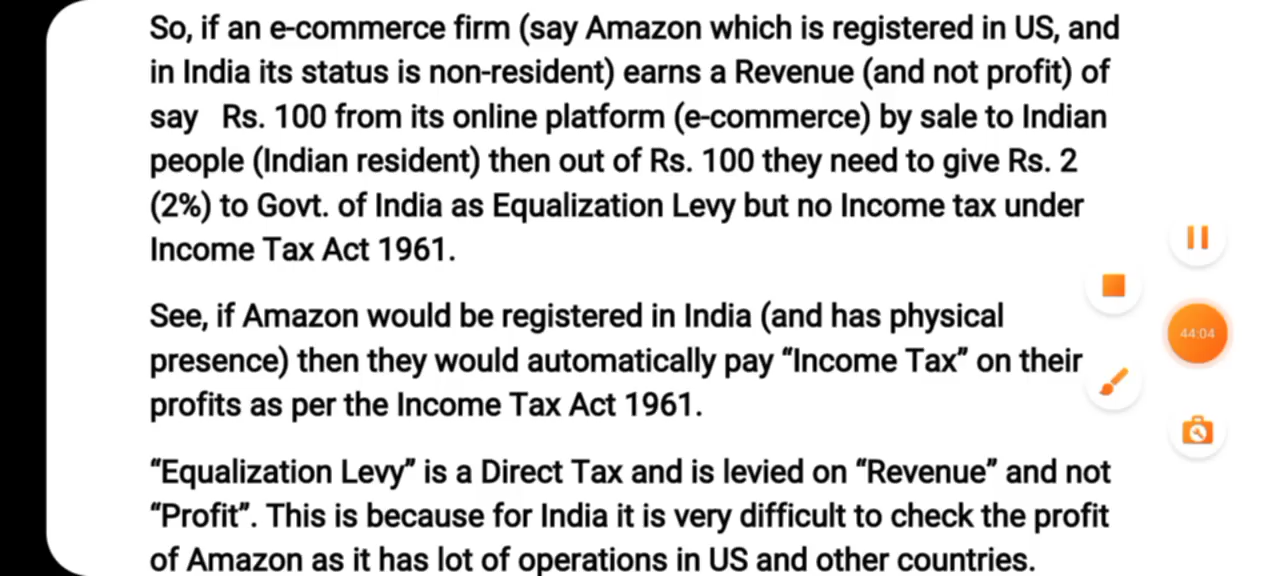 So, if an e-commerce firm (say Amazon which is registered in US, and
in India its status is non-resident) earns a Revenue (and not profit) of
say Rs. 100 from its online platform (e-commerce) by sale to Indian
people (Indian resident) then out of Rs. 100 they need to give Rs. 2
(2%) to Govt. of India as Equalization Levy but no Income tax under
Income Tax Act 1961.
See, if Amazon would be registered in India (and has physical
presence) then they would automatically pay “Income Tax” on their
profits as per the Income Tax Act 1961.
44:04
“Equalization Levy” is a Direct Tax and is levied on “Revenue” and not
“Profit”. This is because for India it is very difficult to check the profit
of Amazon as it has lot of operations in US and other countries.